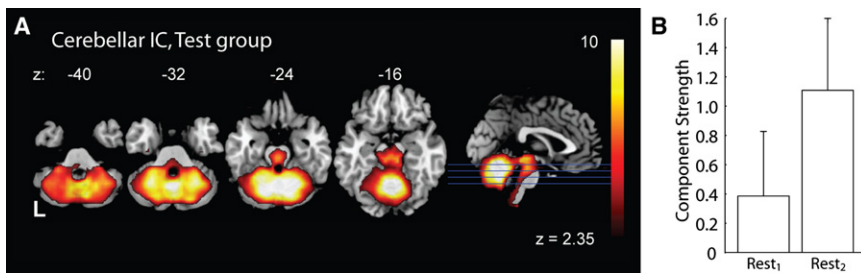 A
Cerebellar IC, Test group
z: -40 -32 -24 -16
10
L
z = 2.35
B
Component Strength
1.6
1.4
1.2
1.0
0.8
0.6
0.4
0.2
0
Rest₁ Rest₂